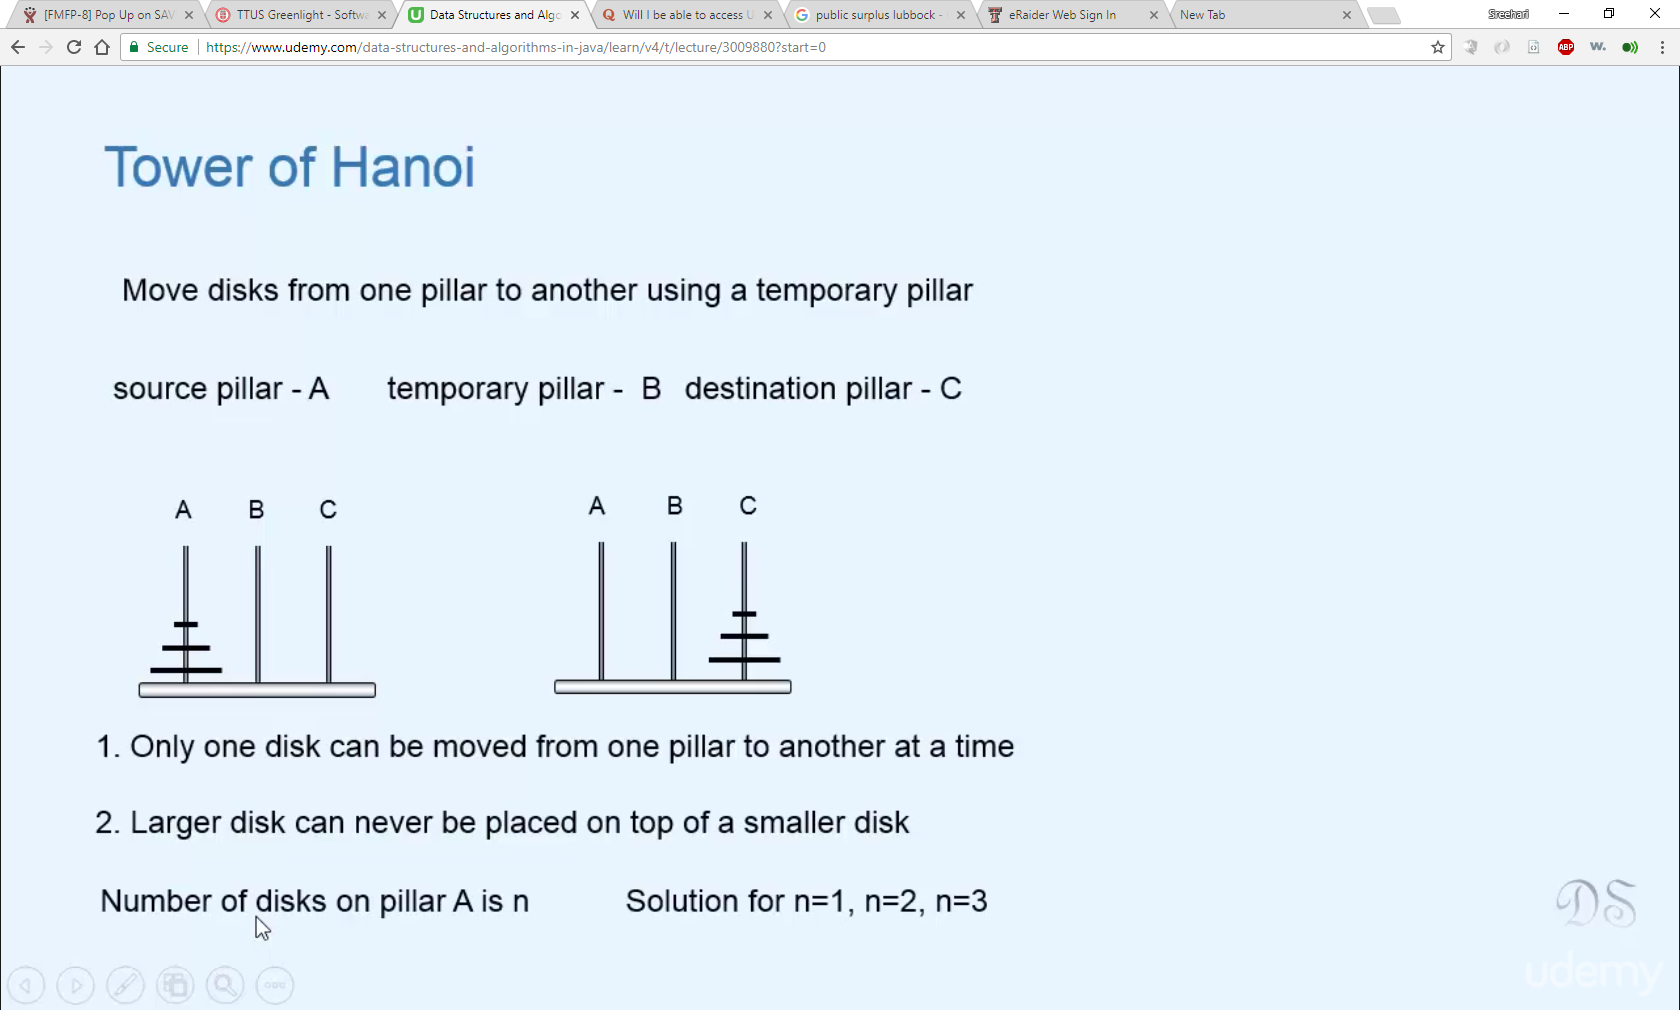 [FMFP-8] Pop Up on SAV
TTUS Greenlight - Softwa
Data Structures and Algo
Will I be able to access U
public surplus lubbock -
eRaider Web Sign In
New Tab
Sreehari
Secure
https://www.udemy.com/data-structures-and-algorithms-in-java/learn/v4/t/lecture/3009880?start=0
ABP
w.
Tower of Hanoi
Move disks from one pillar to another using a temporary pillar
source pillar - A temporary pillar - B destination pillar - C
A B C A B C
1. Only one disk can be moved from one pillar to another at a time
2. Larger disk can never be placed on top of a smaller disk
Number of disks on pillar A is n Solution for n=1, n=2, n=3
DS
udemy